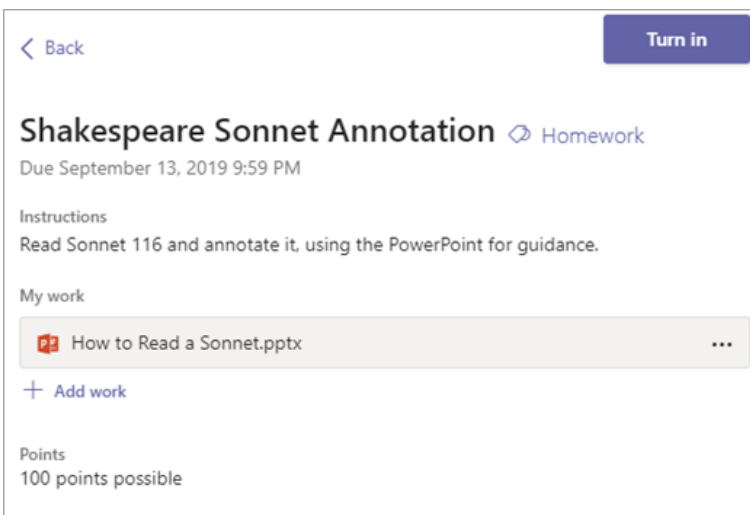 Back
Turn in
Shakespeare Sonnet Annotation Homework
Due September 13, 2019 9:59 PM
Instructions
Read Sonnet 116 and annotate it, using the PowerPoint for guidance.
My work
How to Read a Sonnet.pptx
Add work
Points
100 points possible